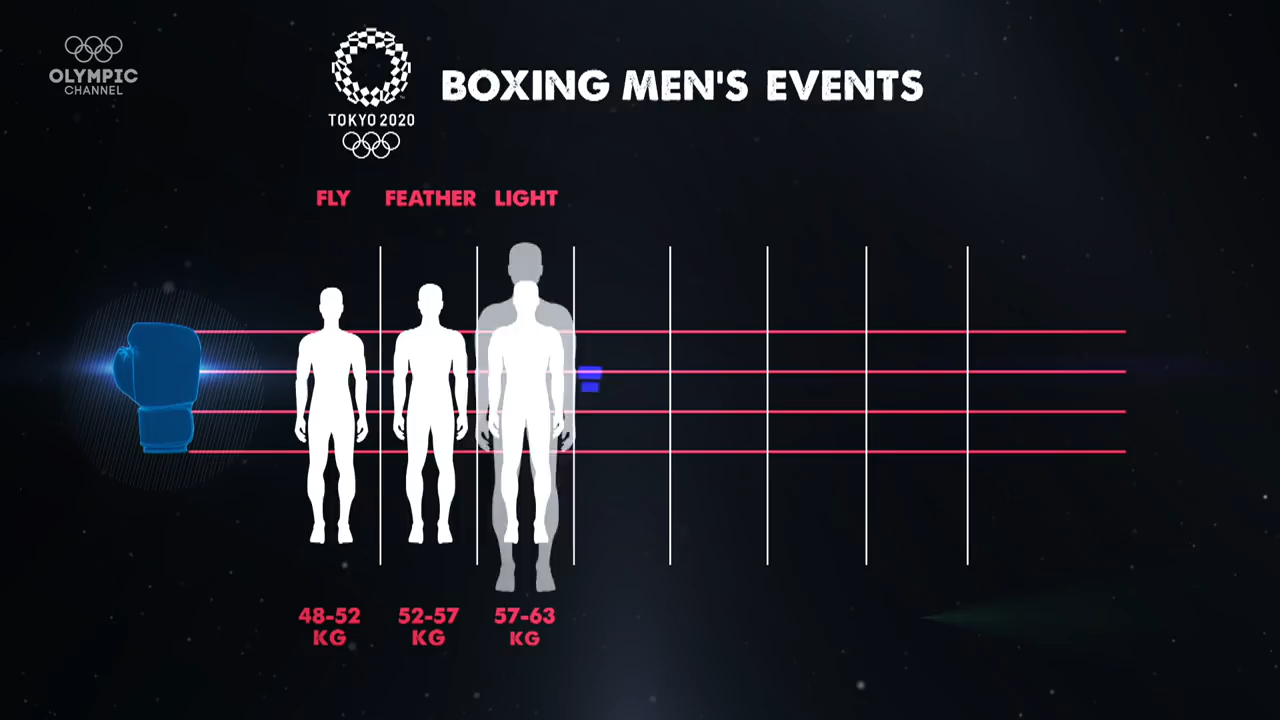 OLYMPIC
CHANNEL
TOKYO 2020
BOXING MEN'S EVENTS
FLY FEATHER LIGHT
48-52 52-57 57-63
KG KG KG